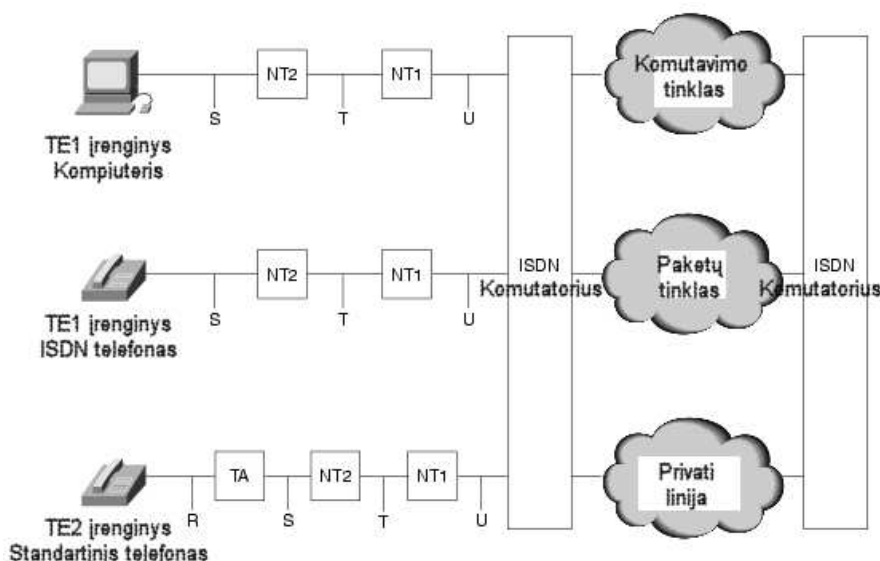 NT2
NT1
S
T
U
TE1 įrenginys
Kompiuteris
Komutavimo
tinklas
NT2
NT1
S
T
U
TE1 įrenginys
ISDN telefonas
ISDN
Komutatorius
Paketų
tinklas
ISDN
Komutatorius
TA
NT2
NT1
R
S
T
U
TE2 įrenginys
Standartinis telefonas
Privati
linija